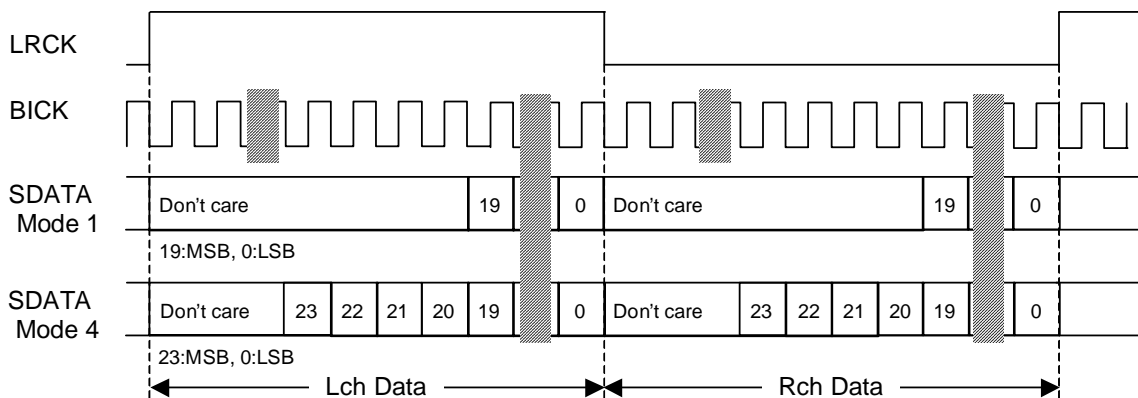 LRCK
BICK
SDATA
Mode 1
Don't care 19 0 Don't care 19 0
19:MSB, 0:LSB
SDATA
Mode 4
Don't care 23 22 21 20 19 0 Don't care 23 22 21 20 19 0
23:MSB, 0:LSB
Lch Data Rch Data